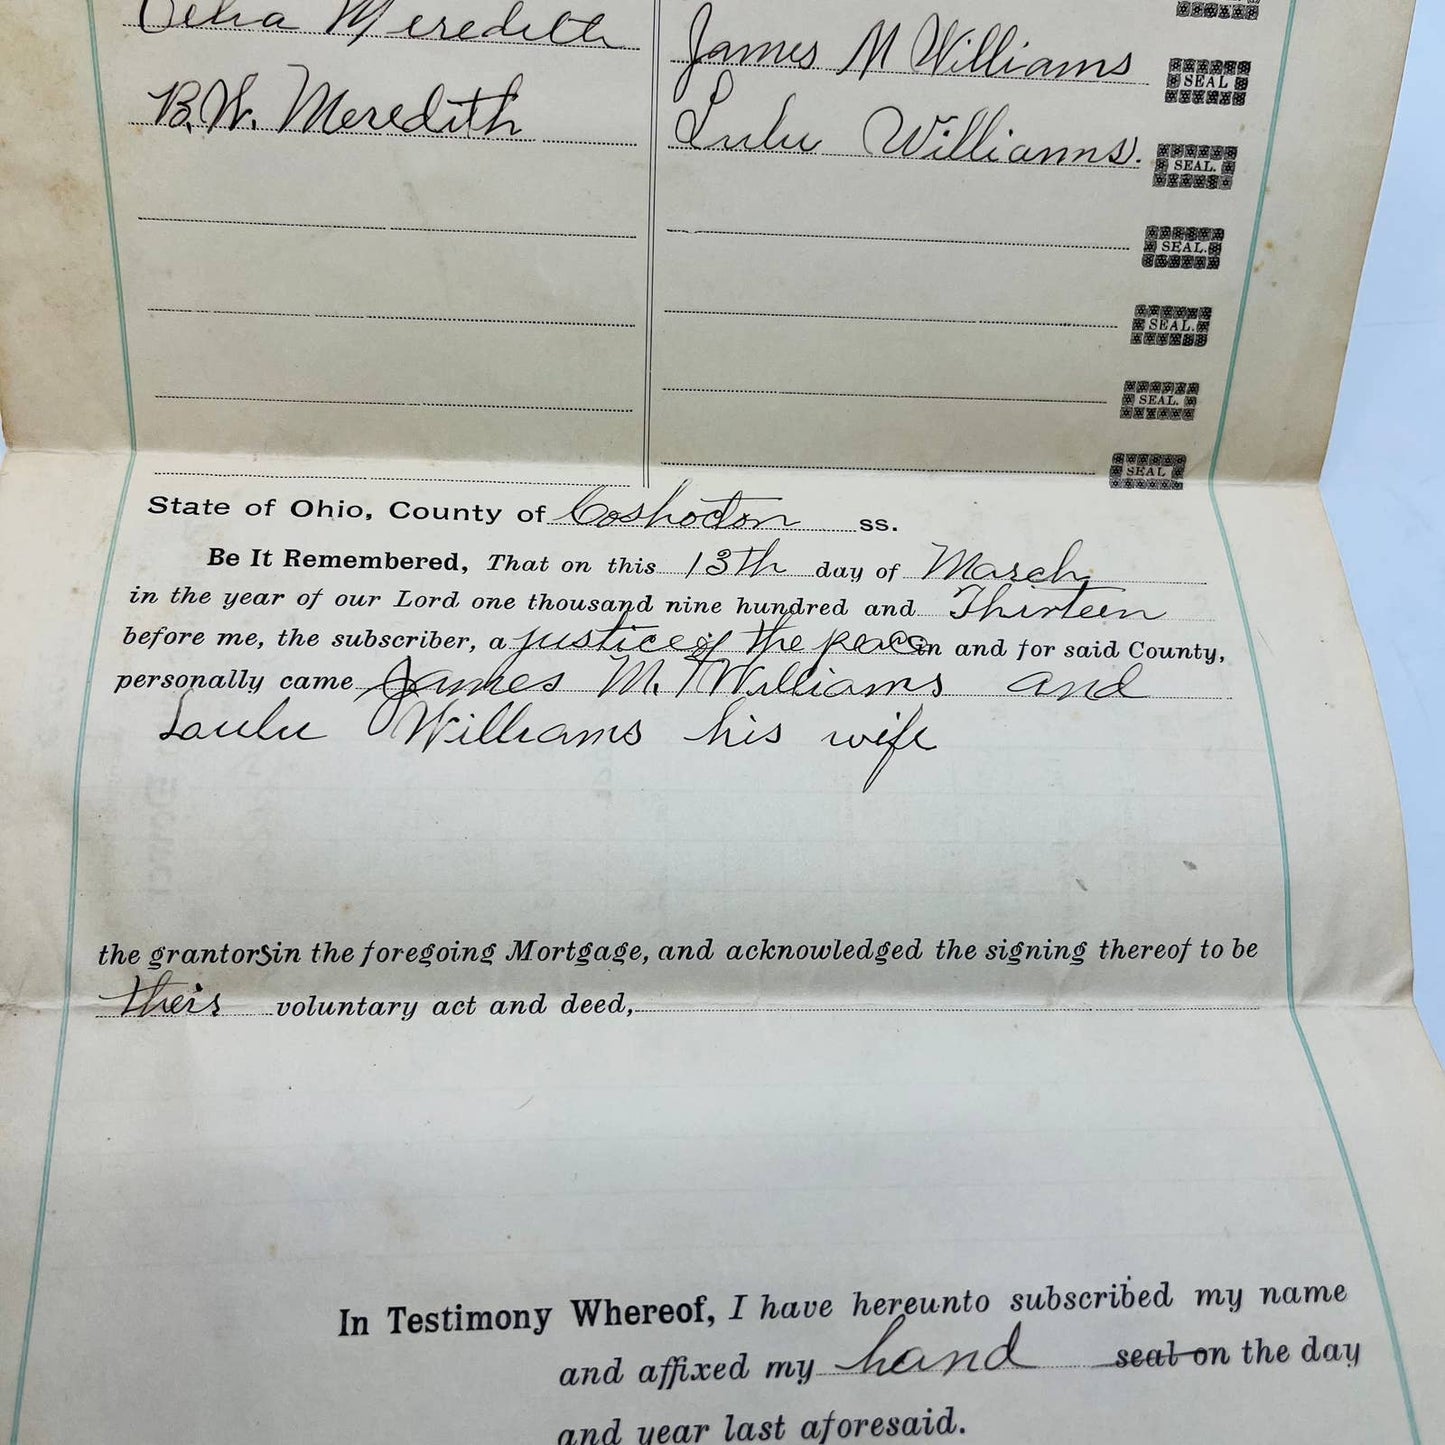 Celia Meredith
James M Williams SEAL
B.W. Meredith
Lulu Williams. SEAL.
SEAL.
SEAL.
SEAL.
SEAL
State of Ohio, County of Coshocton ss.
Be It Remembered, That on this 13th day of March
in the year of our Lord one thousand nine hundred and Thirteen
before me, the subscriber, a justice of the peace in and for said County,
personally came James M. Williams and
Loulu Williams his wife
the grantors in the foregoing Mortgage, and acknowledged the signing thereof to be
their voluntary act and deed,
In Testimony Whereof, I have hereunto subscribed my name
and affixed my hand seal on the day
and year last aforesaid.